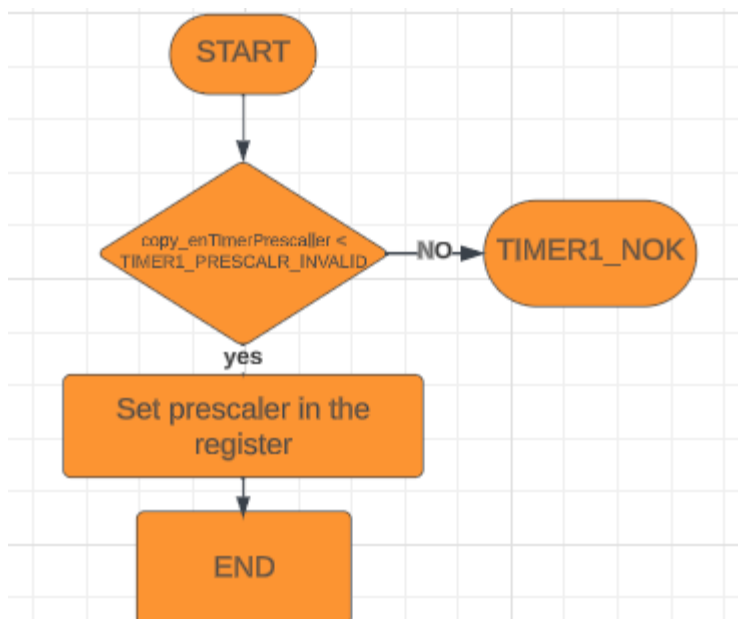 START
copy_enTimerPrescaller <
TIMER1_PRESCALR_INVALID
NO
TIMER1_NOK
yes
Set prescaler in the
register
END